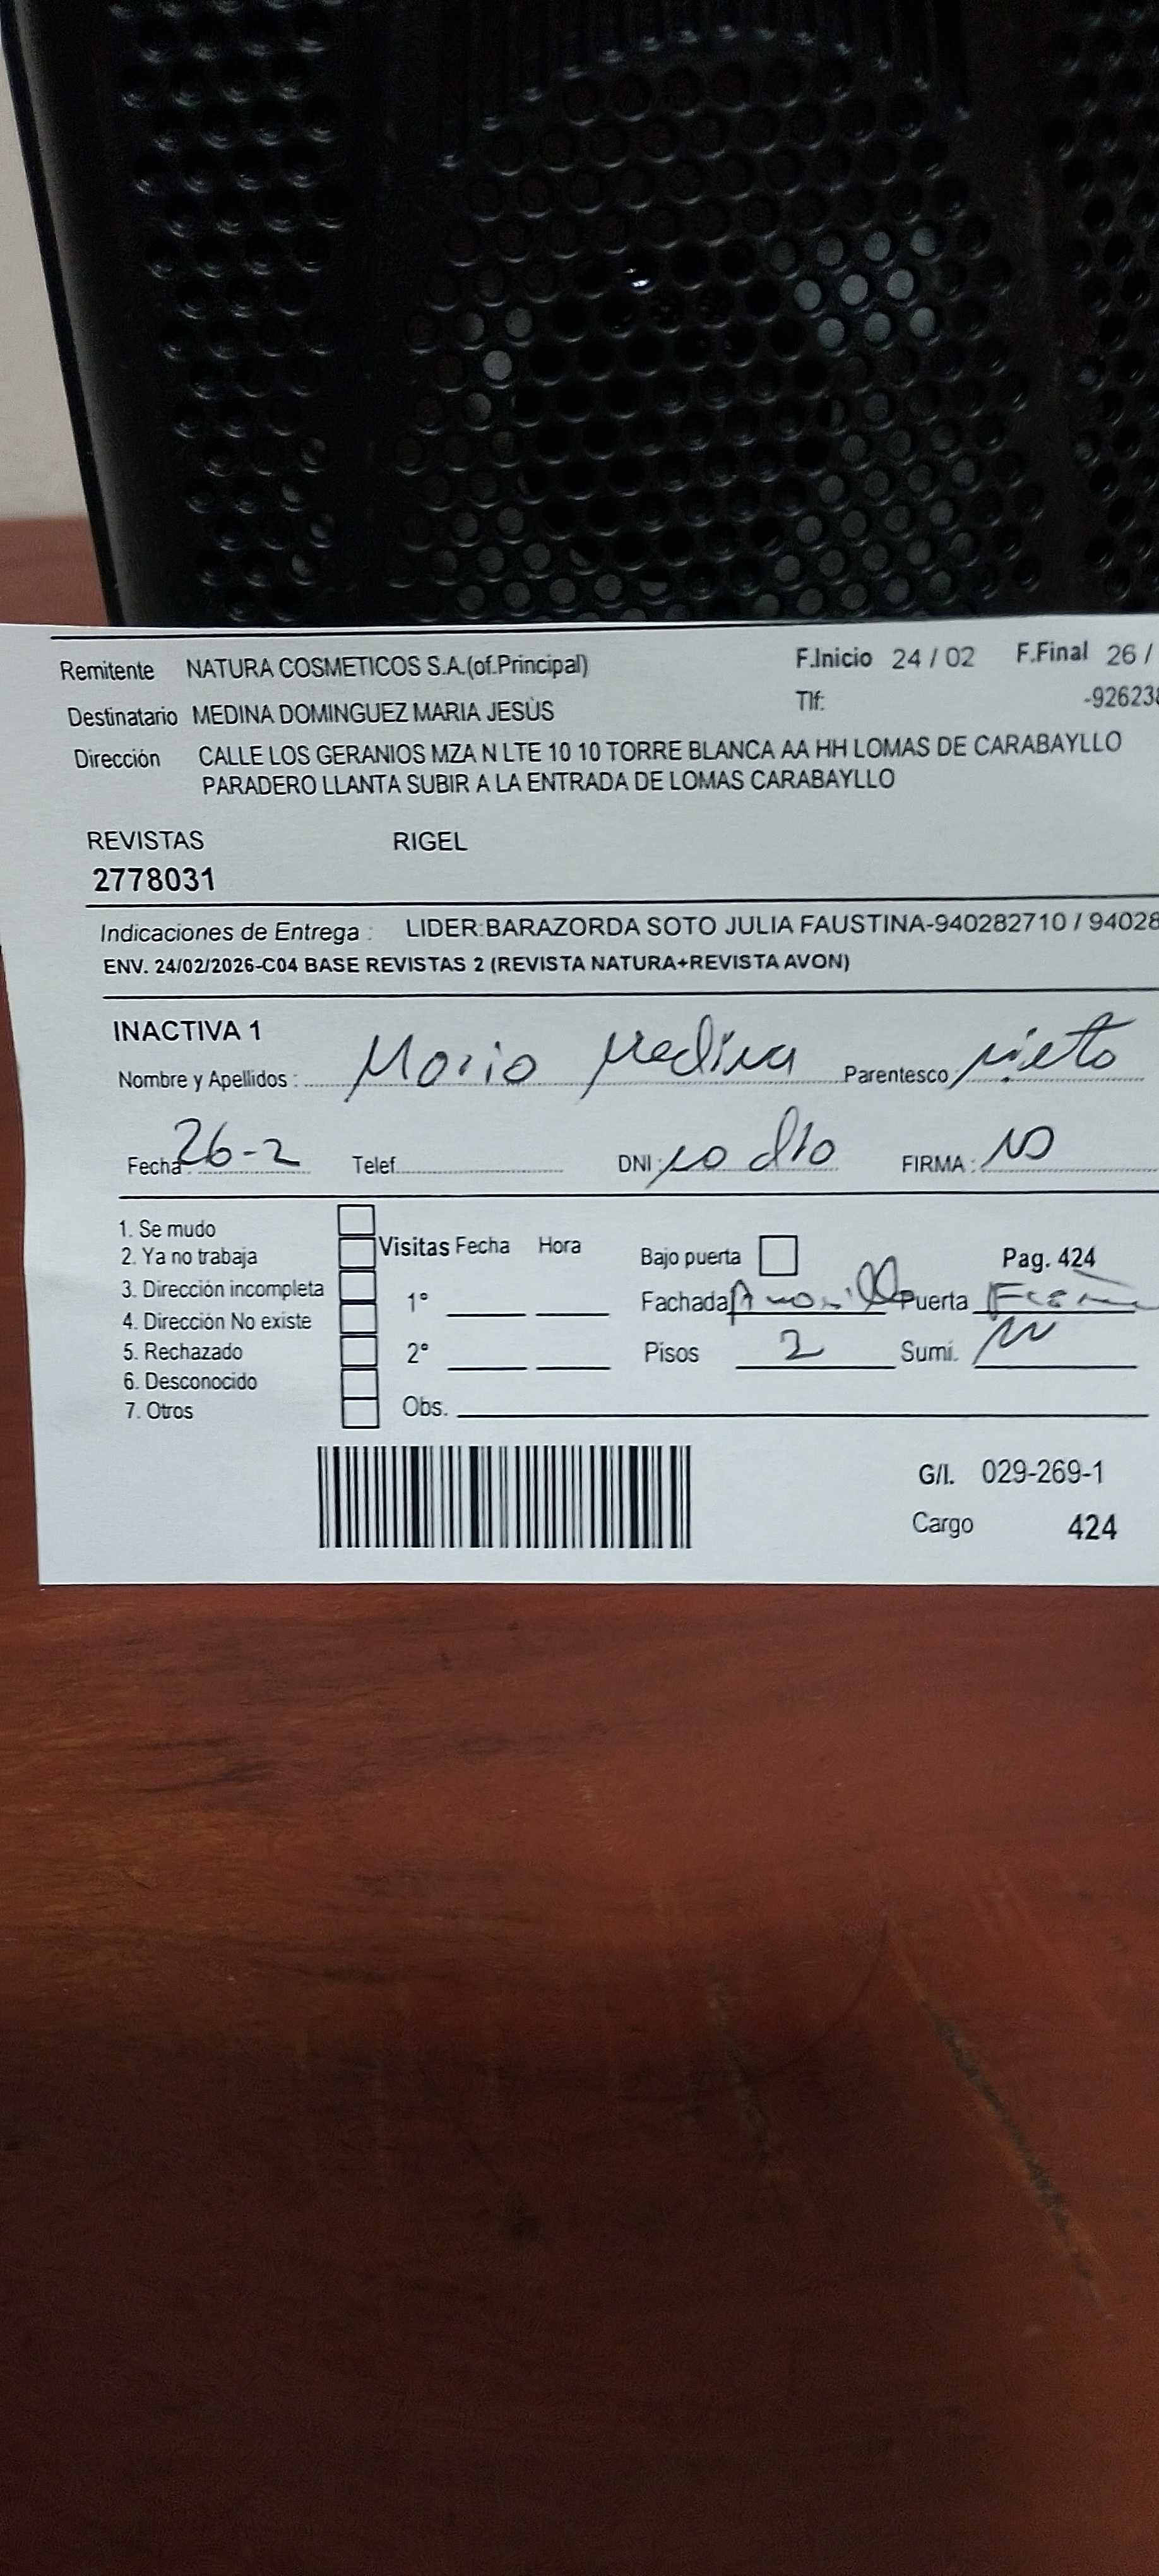 Remitente NATURA COSMETICOS S.A.(of.Principal) F.Inicio 24 / 02 F.Final 26 /
Destinatario MEDINA DOMINGUEZ MARIA JESÙS Tlf: -92623
Dirección CALLE LOS GERANIOS MZA N LTE 10 10 TORRE BLANCA AA HH LOMAS DE CARABAYLLO
PARADERO LLANTA SUBIR A LA ENTRADA DE LOMAS CARABAYLLO
REVISTAS RIGEL
2778031
Indicaciones de Entrega : LIDER:BARAZORDA SOTO JULIA FAUSTINA-940282710 / 94028
ENV. 24/02/2026-C04 BASE REVISTAS 2 (REVISTA NATURA+REVISTA AVON)
INACTIVA 1
Nombre y Apellidos : Mario Medina Parentesco nieto
Fecha 26-2 Telef. DNI: no dio FIRMA :
1. Se mudo
2. Ya no trabaja Visitas Fecha Hora Bajo puerta Pag. 424
3. Dirección incompleta 1° Fachada Amarillo Puerta
4. Dirección No existe
5. Rechazado 2° Pisos 2 Sumi.
6. Desconocido
7. Otros Obs.
G/I. 029-269-1
Cargo 424